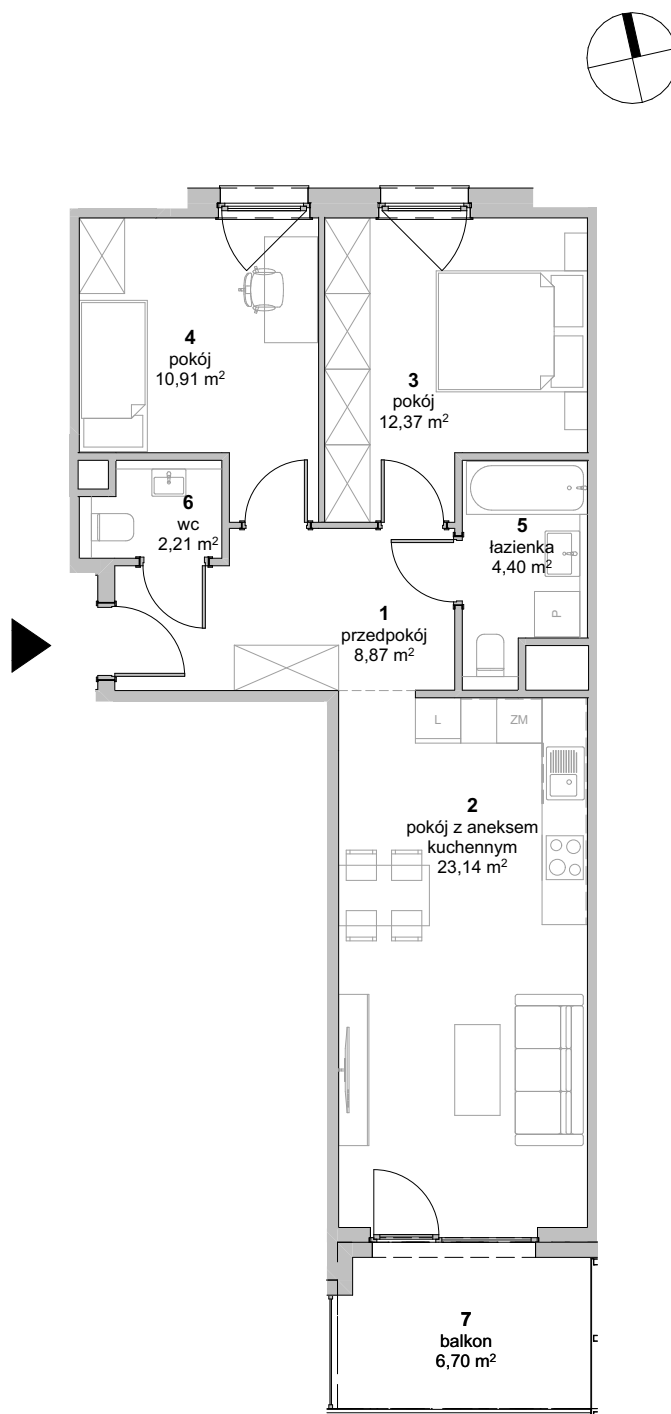 4
pokój
10,91 m²
3
pokój
12,37 m²
6
wc
2,21 m²
5
łazienka
4,40 m²
P
1
przedpokój
8,87 m²
L
ZM
2
pokój z aneksem
kuchennym
23,14 m²
7
balkon
6,70 m²